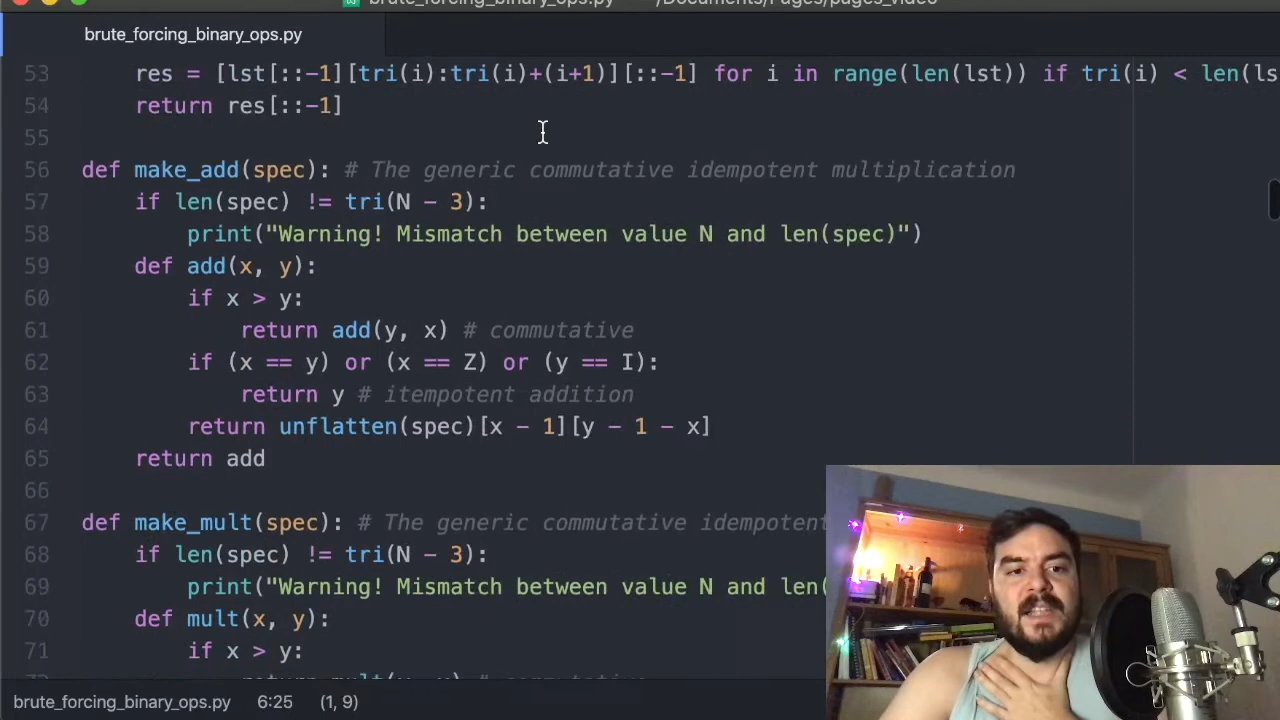 brute_forcing_binary_ops.py ~/Documents/Pages/pages_video
brute_forcing_binary_ops.py
53 res = [lst[::-1][tri(i):tri(i)+(i+1)][::-1] for i in range(len(lst)) if tri(i) < len(ls
54 return res[::-1]
55
56 def make_add(spec): # The generic commutative idempotent multiplication
57 if len(spec) != tri(N - 3):
58 print("Warning! Mismatch between value N and len(spec)")
59 def add(x, y):
60 if x > y:
61 return add(y, x) # commutative
62 if (x == y) or (x == Z) or (y == I):
63 return y # itempotent addition
64 return unflatten(spec)[x - 1][y - 1 - x]
65 return add
66
67 def make_mult(spec): # The generic commutative idempotent
68 if len(spec) != tri(N - 3):
69 print("Warning! Mismatch between value N and len(
70 def mult(x, y):
71 if x > y:
brute_forcing_binary_ops.py 6:25 (1, 9)